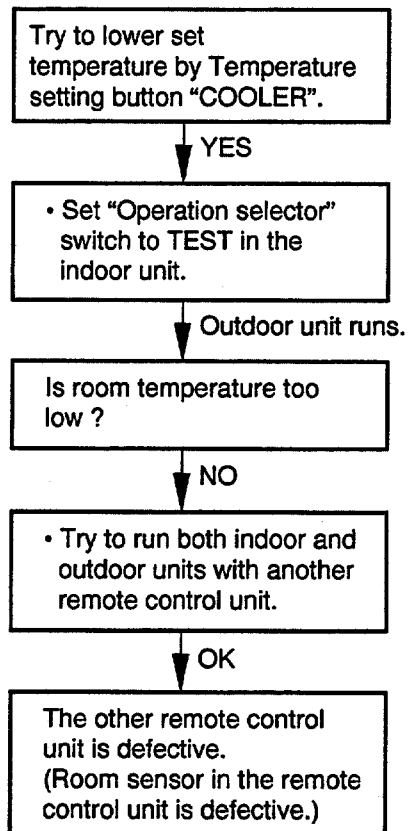 Try to lower set
temperature by Temperature
setting button “COOLER”.
YES
• Set “Operation selector”
switch to TEST in the
indoor unit.
Outdoor unit runs.
Is room temperature too
low ?
NO
• Try to run both indoor and
outdoor units with another
remote control unit.
OK
The other remote control
unit is defective.
(Room sensor in the remote
control unit is defective.)